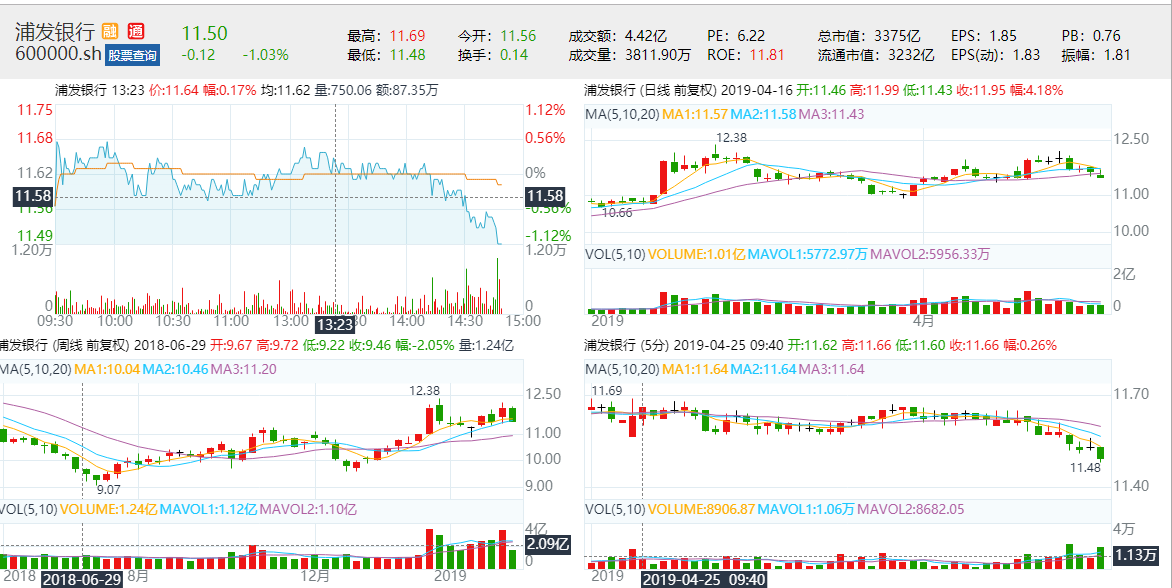 浦发银行 融 通 11.50 最高: 11.69 今开: 11.56 成交额: 4.42亿 PE: 6.22 总市值: 3375亿 EPS: 1.85 PB: 0.76
600000.sh 股票查询 -0.12 -1.03% 最低: 11.48 换手: 0.14 成交量: 3811.90万 ROE: 11.81 流通市值: 3232亿 EPS(动): 1.83 振幅: 1.81
浦发银行 13:23 价:11.64 幅:0.17% 均:11.62 量:750.06 额:87.35万
11.75 1.12%
11.68 0.56%
11.62 0%
11.58 11.58
11.56 -0.56%
11.49 -1.12%
1.20万 1.20万
0 0
09:30 10:00 10:30 11:00 13:00 13:23 14:00 14:30 15:00
浦发银行 (日线 前复权) 2019-04-16 开:11.46 高:11.99 低:11.43 收:11.95 幅:4.18%
MA(5,10,20) MA1:11.57 MA2:11.58 MA3:11.43
12.38 12.50
11.00
10.66
10.00
VOL(5,10) VOLUME:1.01亿 MAVOL1:5772.97万 MAVOL2:5956.33万
2亿
0
2019 4月
浦发银行 (周线 前复权) 2018-06-29 开:9.67 高:9.72 低:9.22 收:9.46 幅:-2.05% 量:1.24亿
MA(5,10,20) MA1:10.04 MA2:10.46 MA3:11.20
12.38 12.50
11.00
10.00
9.07 9.00
VOL(5,10) VOLUME:1.24亿 MAVOL1:1.12亿 MAVOL2:1.10亿
4亿
2.09亿
0
2018 2018-06-29 8月 12月 2019
浦发银行 (5分) 2019-04-25 09:40 开:11.62 高:11.66 低:11.60 收:11.66 幅:0.26%
MA(5,10,20) MA1:11.64 MA2:11.64 MA3:11.64
11.69 11.70
11.48
11.40
VOL(5,10) VOLUME:8906.87 MAVOL1:1.06万 MAVOL2:8682.05
4万
1.13万
2019 2019-04-25 09:40